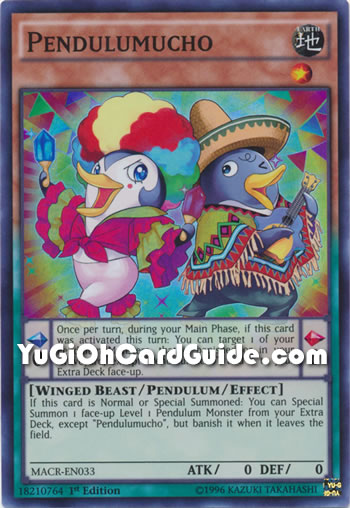 PENDULUMUCHO
EARTH
地
Once per turn, during your Main Phase, if this card
was activated this turn: You can target 1 of your
YuGiOhCardGuide.com
Extra Deck face-up.
[WINGED BEAST/PENDULUM/EFFECT]
If this card is Normal or Special Summoned: You can Special
Summon 1 face-up Level 1 Pendulum Monster from your Extra
Deck, except "Pendulumucho", but banish it when it leaves the
field.
MACR-EN033
ATK/ 0 DEF/ 0
18210764 1st Edition
©1996 KAZUKI TAKAHASHI